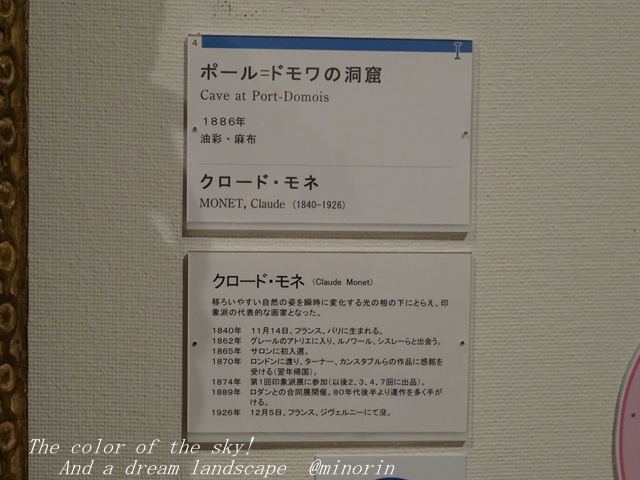 4
ポール=ドモワの洞窟
Cave at Port-Domois
1886年
油彩・麻布
クロード・モネ
MONET, Claude (1840-1926)
クロード・モネ (Claude Monet)
移ろいやすい自然の姿を瞬時に変化する光の相の下にとらえ、印
象派の代表的な画家となった。
1840年 11月14日、フランス、パリに生まれる。
1862年 グレールのアトリエに入り、ルノワール、シスレーらと出会う。
1865年 サロンに初入選。
1870年 ロンドンに渡り、ターナー、カンスタブルらの作品に感銘を
受ける(翌年帰国)。
1874年 第1回印象派展に参加(以後2、3、4、7回に出品)。
1889年 ロダンとの合同展開催。80年代後半より連作を多く手が
ける。
1926年 12月5日、フランス、ジヴェルニーにて没。
The color of the sky!
And a dream landscape @minorin